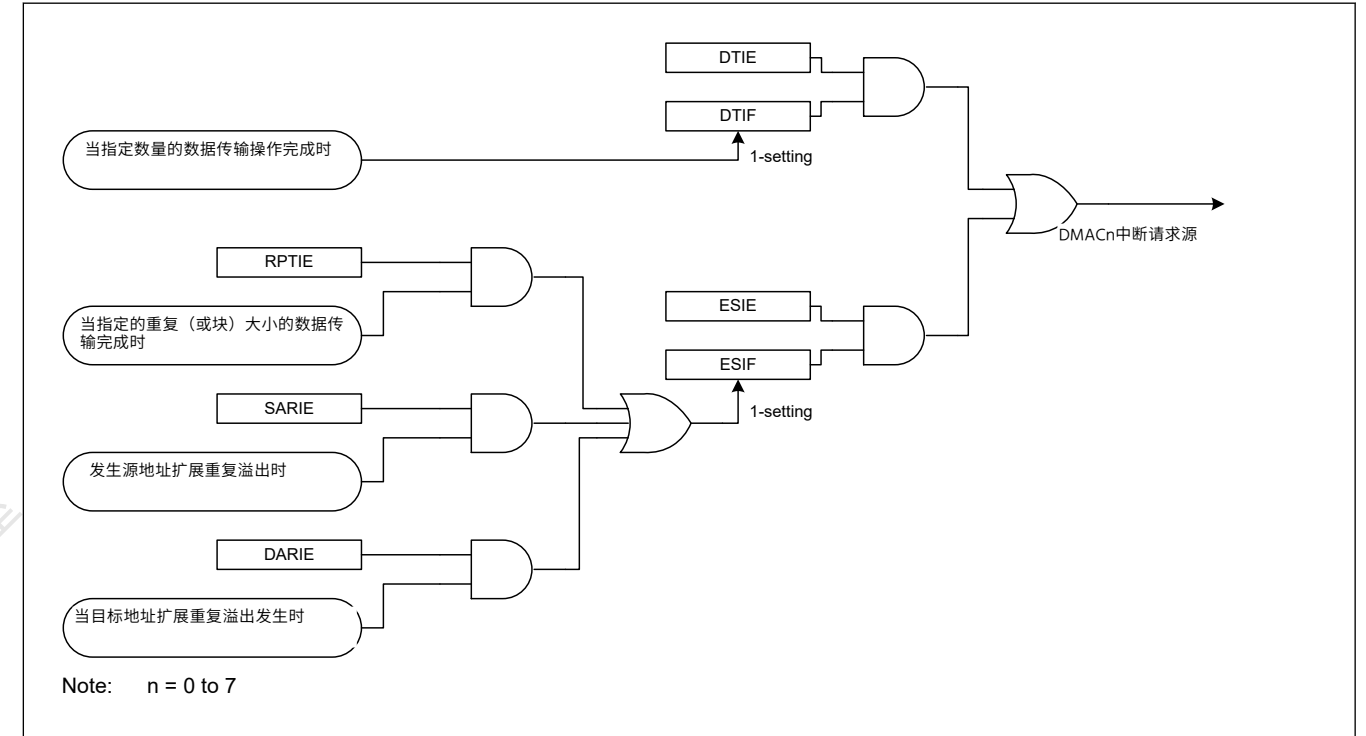 DTIE
DTIF
当指定数量的数据传输操作完成时
1-setting
DMACn中断请求源
RPTIE
当指定的重复（或块）大小的数据传
输完成时
ESIE
ESIF
SARIE
1-setting
发生源地址扩展重复溢出时
DARIE
当目标地址扩展重复溢出发生时
Note: n = 0 to 7